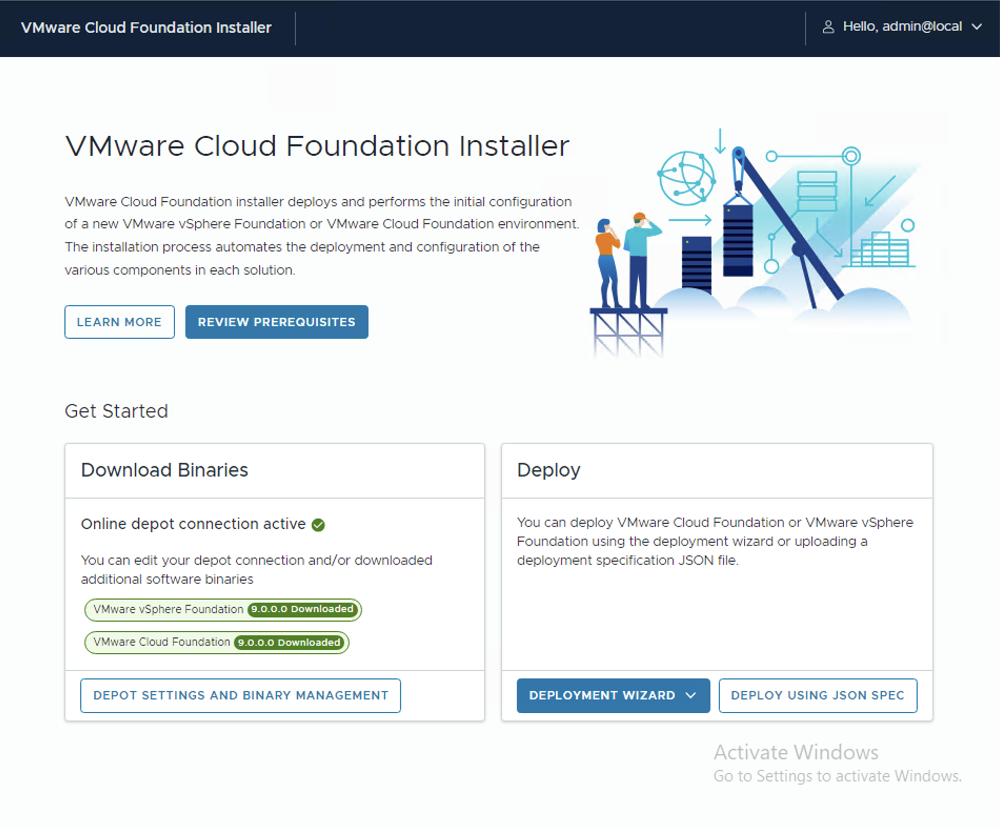 VMware Cloud Foundation Installer
Hello, admin@local
VMware Cloud Foundation Installer
VMware Cloud Foundation installer deploys and performs the initial configuration
of a new VMware vSphere Foundation or VMware Cloud Foundation environment.
The installation process automates the deployment and configuration of the
various components in each solution.
LEARN MORE
REVIEW PREREQUISITES
Get Started
Download Binaries
Online depot connection active
You can edit your depot connection and/or downloaded
additional software binaries
VMware vSphere Foundation 9.0.0.0 Downloaded
VMware Cloud Foundation 9.0.0.0 Downloaded
DEPOT SETTINGS AND BINARY MANAGEMENT
Deploy
You can deploy VMware Cloud Foundation or VMware vSphere
Foundation using the deployment wizard or uploading a
deployment specification JSON file.
DEPLOYMENT WIZARD
DEPLOY USING JSON SPEC
Activate Windows
Go to Settings to activate Windows.